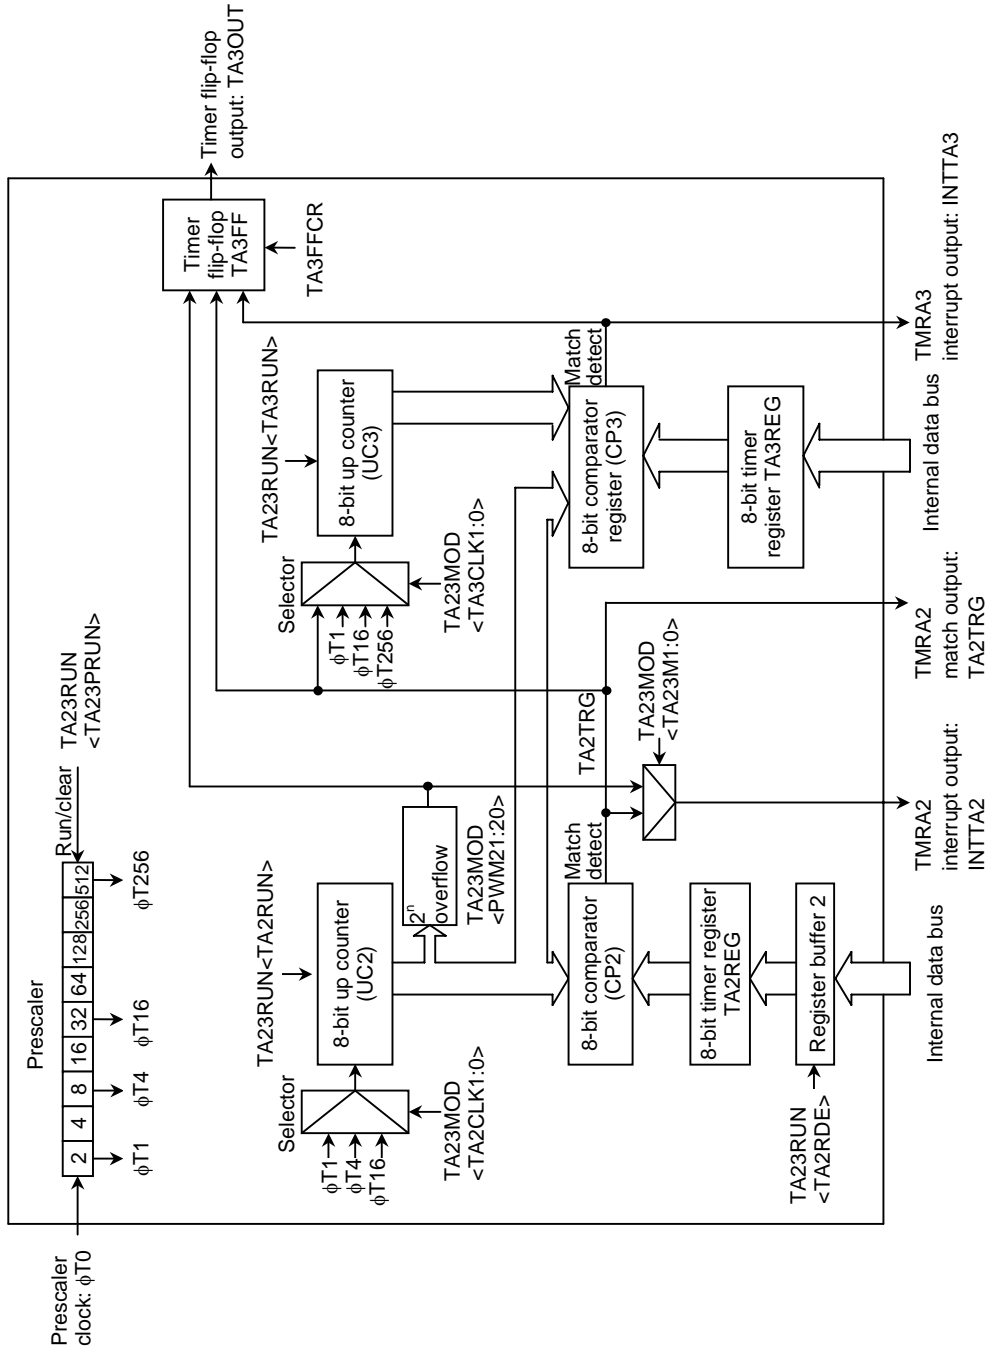 Prescaler
clock: ϕT0
Prescaler
2 4 8 16 32 64 128 256 512
Run/clear
TA23RUN
<TA23PRUN>
ϕT1
ϕT4
ϕT16
ϕT256
Timer flip-flop
output: TA3OUT
Timer
flip-flop
TA3FF
TA3FFCR
Selector
ϕT1
ϕT4
ϕT16
TA23MOD
<TA2CLK1:0>
TA23RUN<TA2RUN>
8-bit up counter
(UC2)
2ⁿ
overflow
TA23MOD
<PWM21:20>
Selector
ϕT1
ϕT16
ϕT256
TA23MOD
<TA3CLK1:0>
TA23RUN<TA3RUN>
8-bit up counter
(UC3)
8-bit comparator
(CP2)
Match
detect
TA2TRG
8-bit comparator
register (CP3)
Match
detect
TA23MOD
<TA23M1:0>
8-bit timer register
TA2REG
8-bit timer
register TA3REG
Register buffer 2
TA23RUN
<TA2RDE>
Internal data bus
TMRA2
interrupt output:
INTTA2
TMRA2
match output:
TA2TRG
Internal data bus
TMRA3
interrupt output: INTTA3